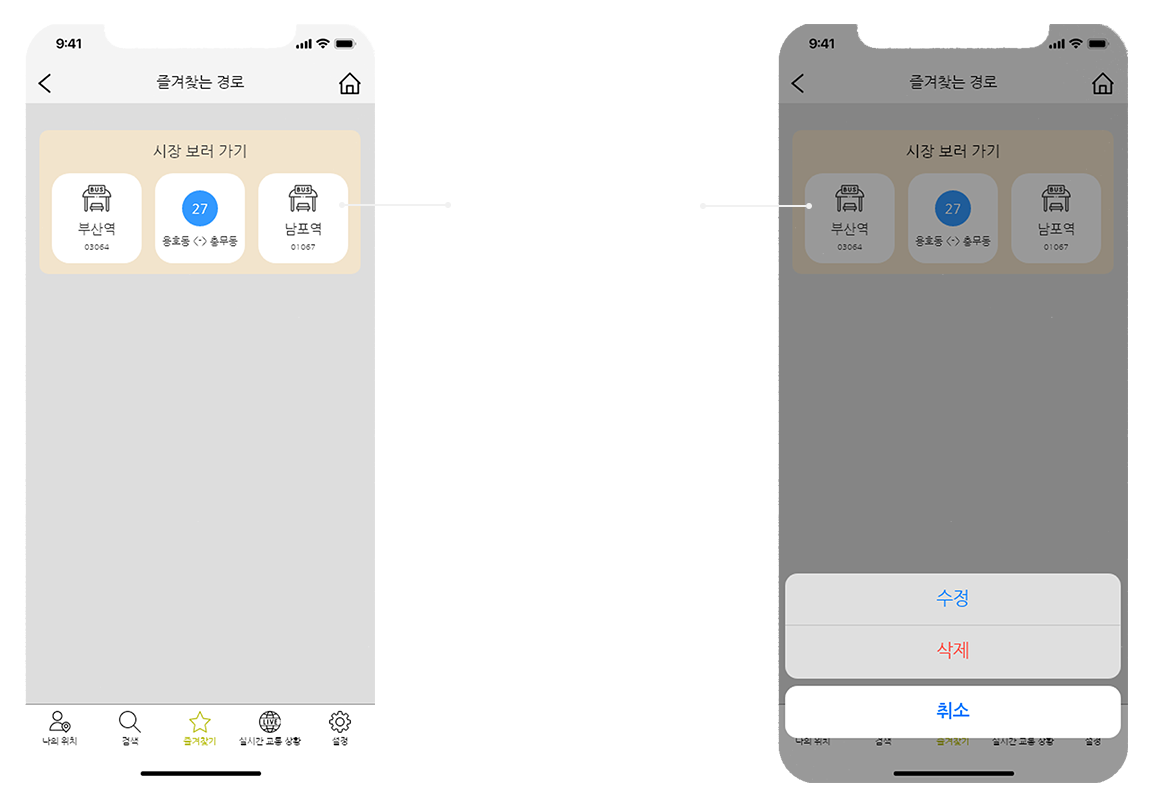 9:41
즐겨찾는 경로
시장 보러 가기
BUS
부산역
03064
27
용호동 <-> 충무동
BUS
남포역
01067
나의 위치
검색
즐겨찾기
LIVE
실시간 교통 상황
설정
9:41
즐겨찾는 경로
시장 보러 가기
BUS
부산역
03064
27
용호동 <-> 충무동
BUS
남포역
01067
수정
삭제
취소
나의 위치
검색
즐겨찾기
실시간 교통 상황
설정